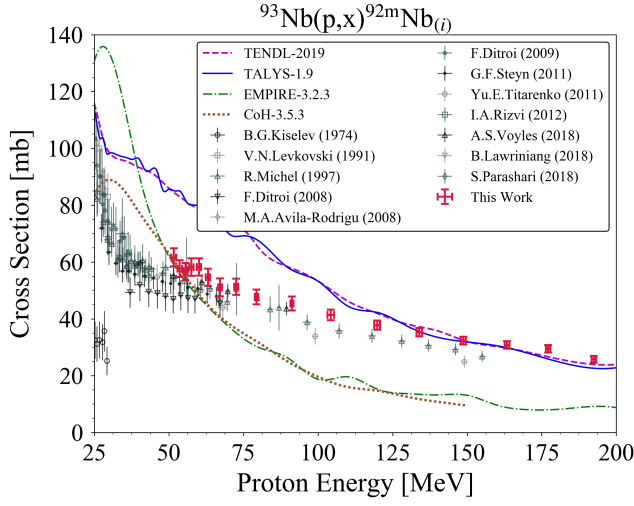 ⁹³Nb(p,x)⁹²ᵐNb₍ᵢ₎
TENDL-2019
TALYS-1.9
EMPIRE-3.2.3
CoH-3.5.3
B.G.Kiselev (1974)
V.N.Levkovski (1991)
R.Michel (1997)
F.Ditroi (2008)
M.A.Avila-Rodrigu (2008)
F.Ditroi (2009)
G.F.Steyn (2011)
Yu.E.Titarenko (2011)
I.A.Rizvi (2012)
A.S.Voyles (2018)
B.Lawriniang (2018)
S.Parashari (2018)
This Work
Cross Section [mb]
140
120
100
80
60
40
20
0
25
50
75
100
125
150
175
200
Proton Energy [MeV]